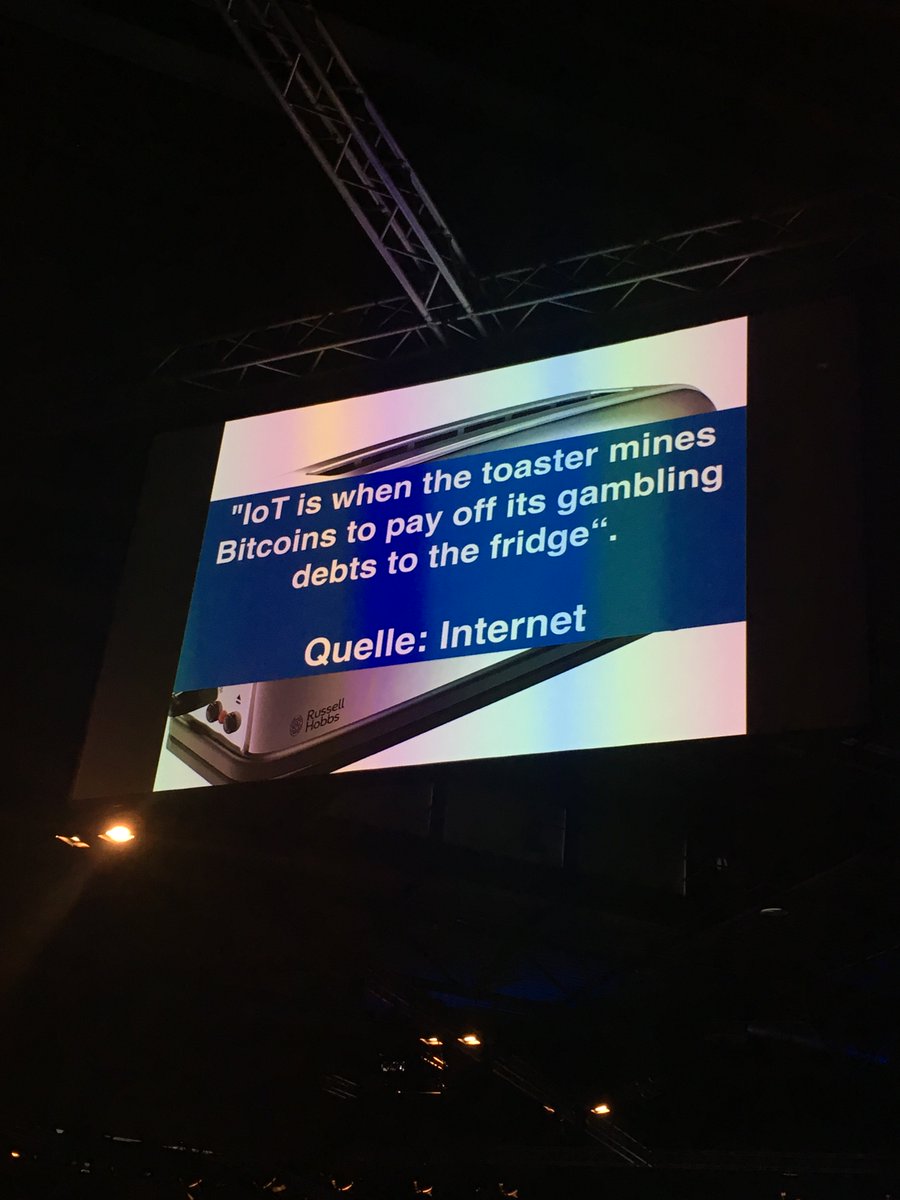 "IoT is when the toaster mines
Bitcoins to pay off its gambling
debts to the fridge“.
Quelle: Internet
Russell
Hobbs